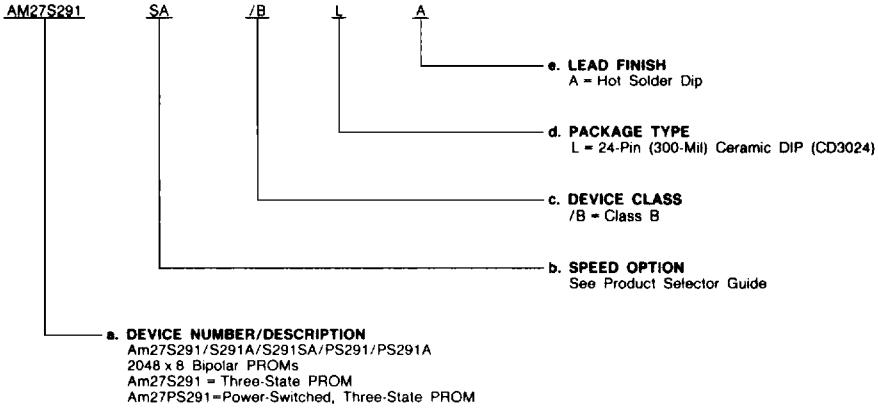 AM27S291 SA /B L A
e. LEAD FINISH
A = Hot Solder Dip
d. PACKAGE TYPE
L = 24-Pin (300-Mil) Ceramic DIP (CD3024)
c. DEVICE CLASS
/B = Class B
b. SPEED OPTION
See Product Selector Guide
a. DEVICE NUMBER/DESCRIPTION
Am27S291/S291A/S291SA/PS291/PS291A
2048 x 8 Bipolar PROMs
Am27S291 = Three-State PROM
Am27PS291=Power-Switched, Three-State PROM